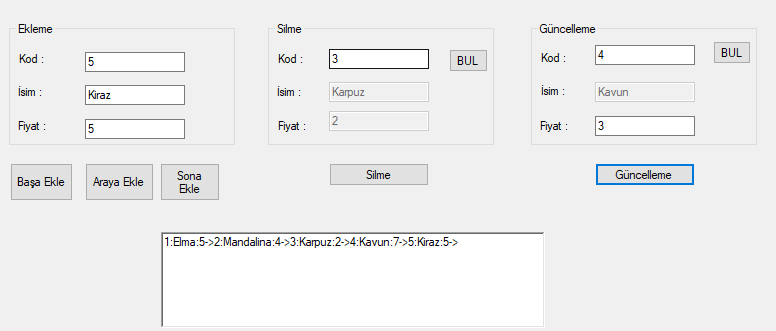 Ekleme
Kod :
5
İsim :
Kiraz
Fiyat :
5
Başa Ekle
Araya Ekle
Sona
Ekle
Silme
Kod :
3
BUL
İsim :
Karpuz
Fiyat :
2
Silme
Güncelleme
Kod :
4
BUL
İsim :
Kavun
Fiyat :
3
Güncelleme
1:Elma:5->2:Mandalina:4->3:Karpuz:2->4:Kavun:7->5:Kiraz:5->